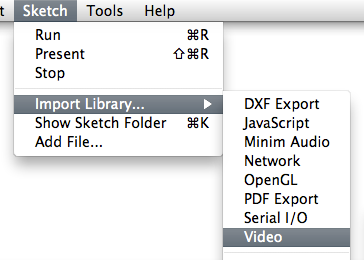 Sketch Tools Help
Run ⌘R
Present ⇧⌘R
Stop
Import Library... ▶
Show Sketch Folder ⌘K
Add File...
DXF Export
JavaScript
Minim Audio
Network
OpenGL
PDF Export
Serial I/O
Video